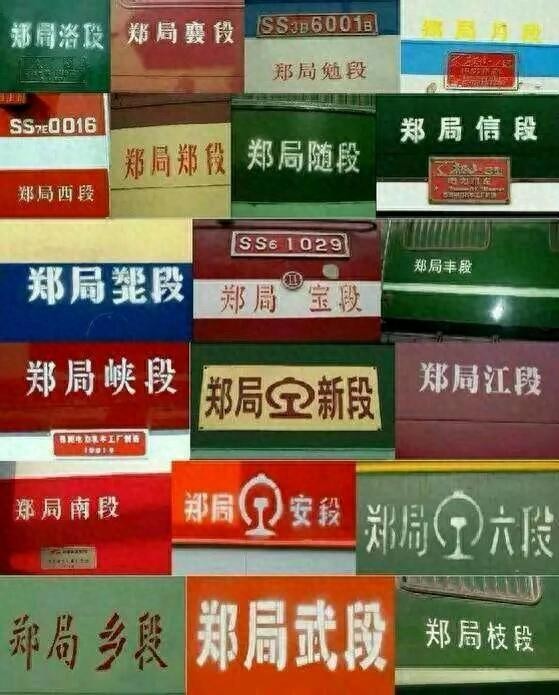 郑局洛段
郑局襄段
SS3B6001B
郑局勉段
郑局月段
SS7E0016
郑局西段
郑局郑段
郑局随段
郑局信段
SS6 1029
郑局 宝段
郑局丰段
郑局峡段
郑局新段
郑局江段
郑局南段
郑局安段
郑局六段
郑局乡段
郑局武段
郑局枝段